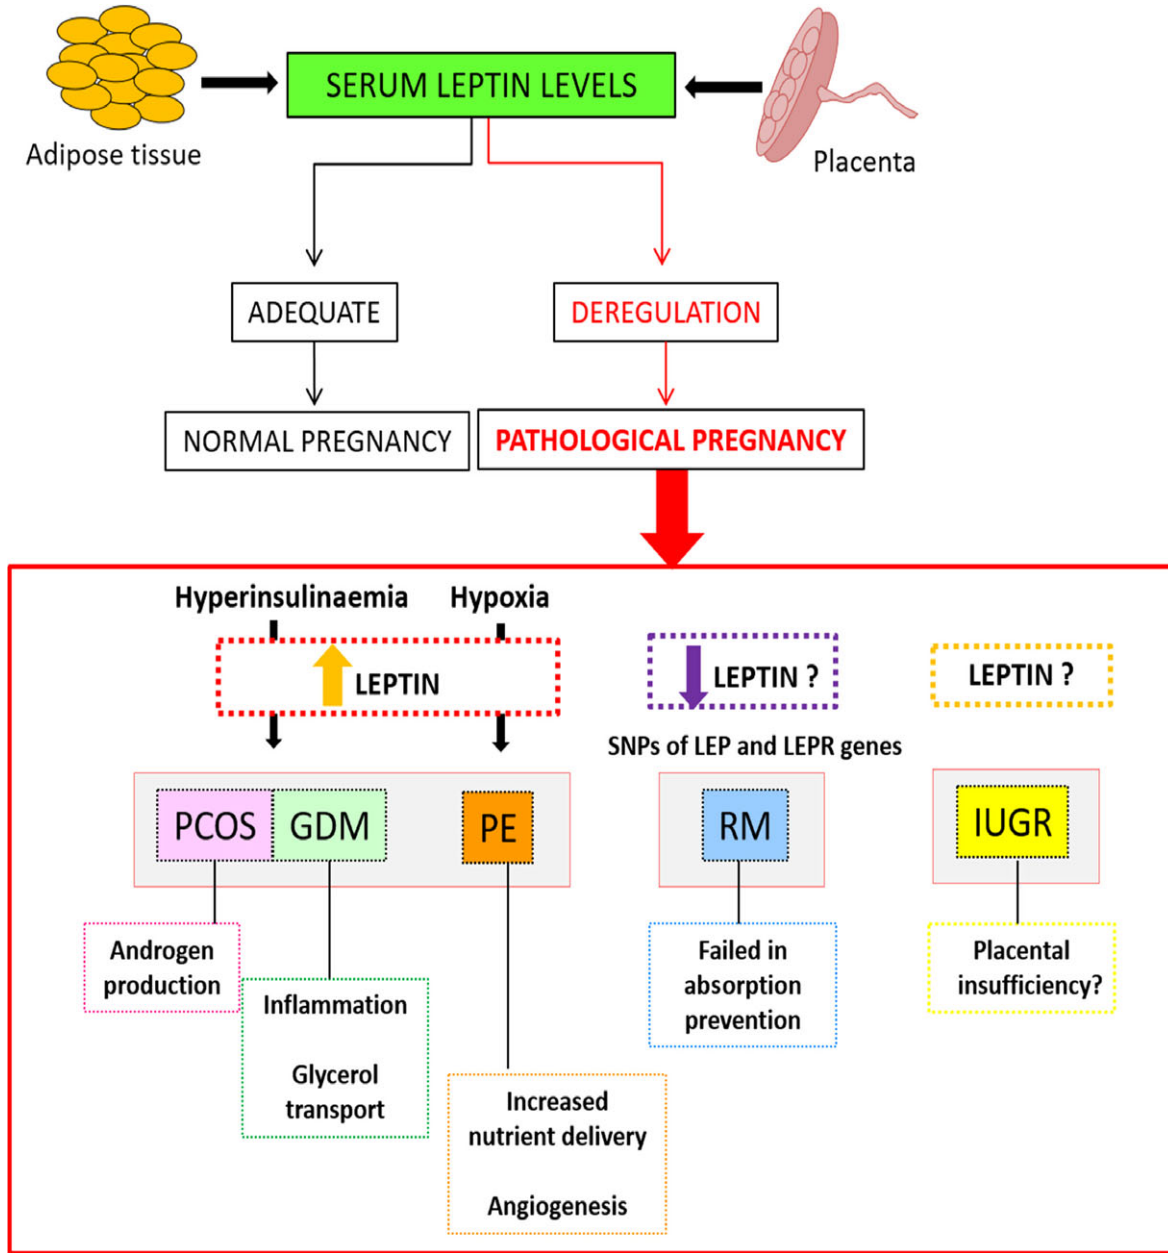 SERUM LEPTIN LEVELS
Adipose tissue
Placenta
ADEQUATE
DEREGULATION
NORMAL PREGNANCY
PATHOLOGICAL PREGNANCY
Hyperinsulinaemia
Hypoxia
LEPTIN
LEPTIN ?
LEPTIN ?
SNPs of LEP and LEPR genes
PCOS
GDM
PE
RM
IUGR
Androgen
production
Inflammation
Glycerol
transport
Increased
nutrient delivery
Angiogenesis
Failed in
absorption
prevention
Placental
insufficiency?